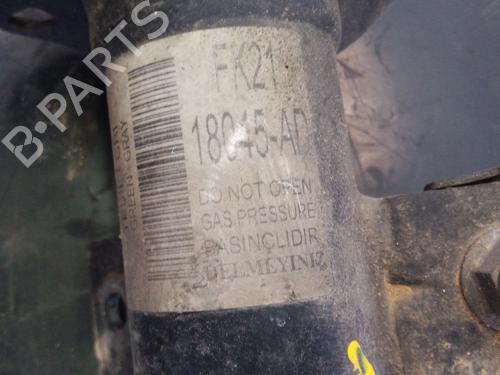 FK21
18045-AD
DO NOT OPEN
GAS PRESSURE
BASINÇLIDIR
DELMEYINIZ
B-PARTS